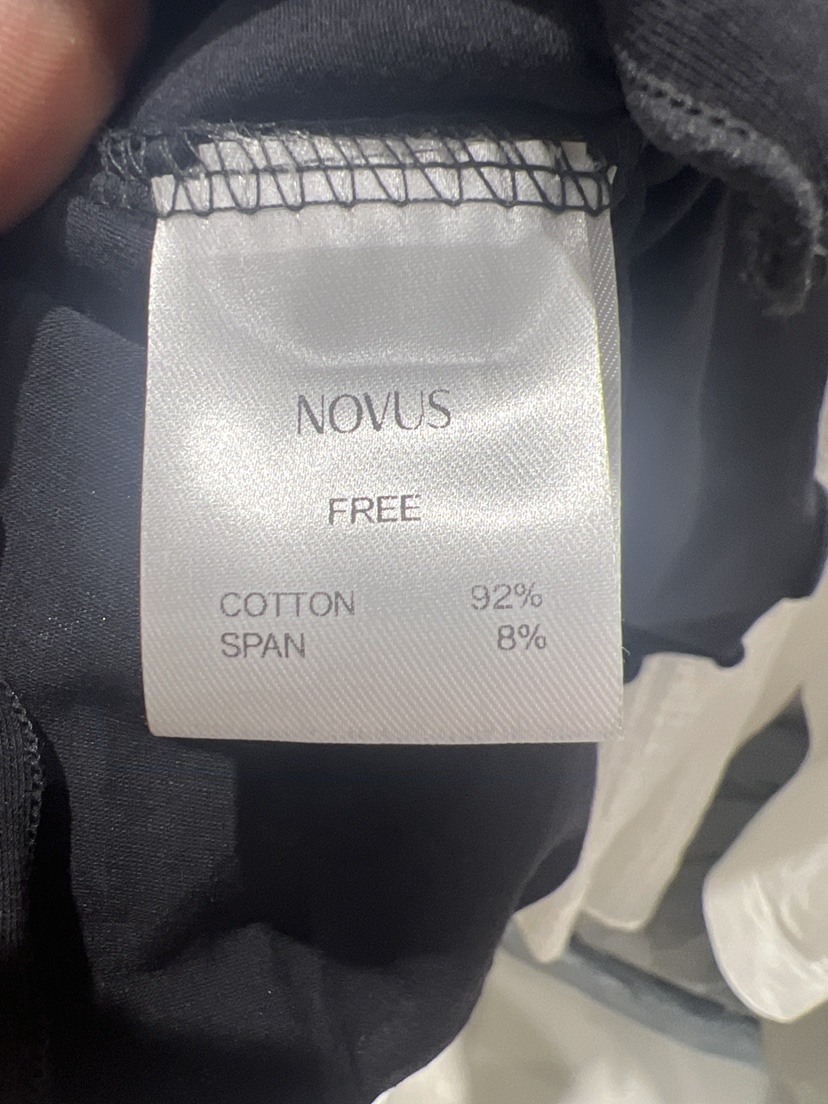 NOVUS
FREE
COTTON 92%
SPAN 8%